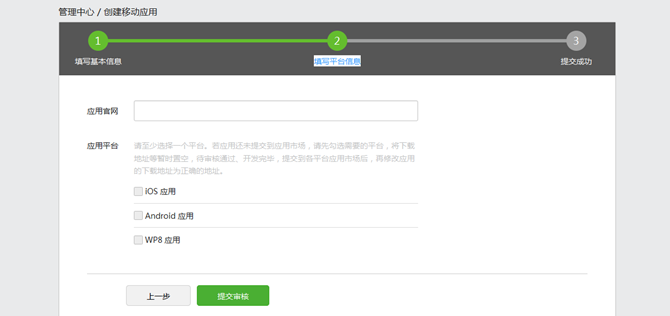 管理中心 / 创建移动应用
1 2 3
填写基本信息 填写平台信息 提交成功
应用官网
应用平台 请至少选择一个平台。若应用还未提交到应用市场，请先勾选需要的平台，将下载
地址等暂时置空，待审核通过、开发完毕，提交到各平台应用市场后，再修改应用
的下载地址为正确的地址。
iOS 应用
Android 应用
WP8 应用
上一步 提交审核